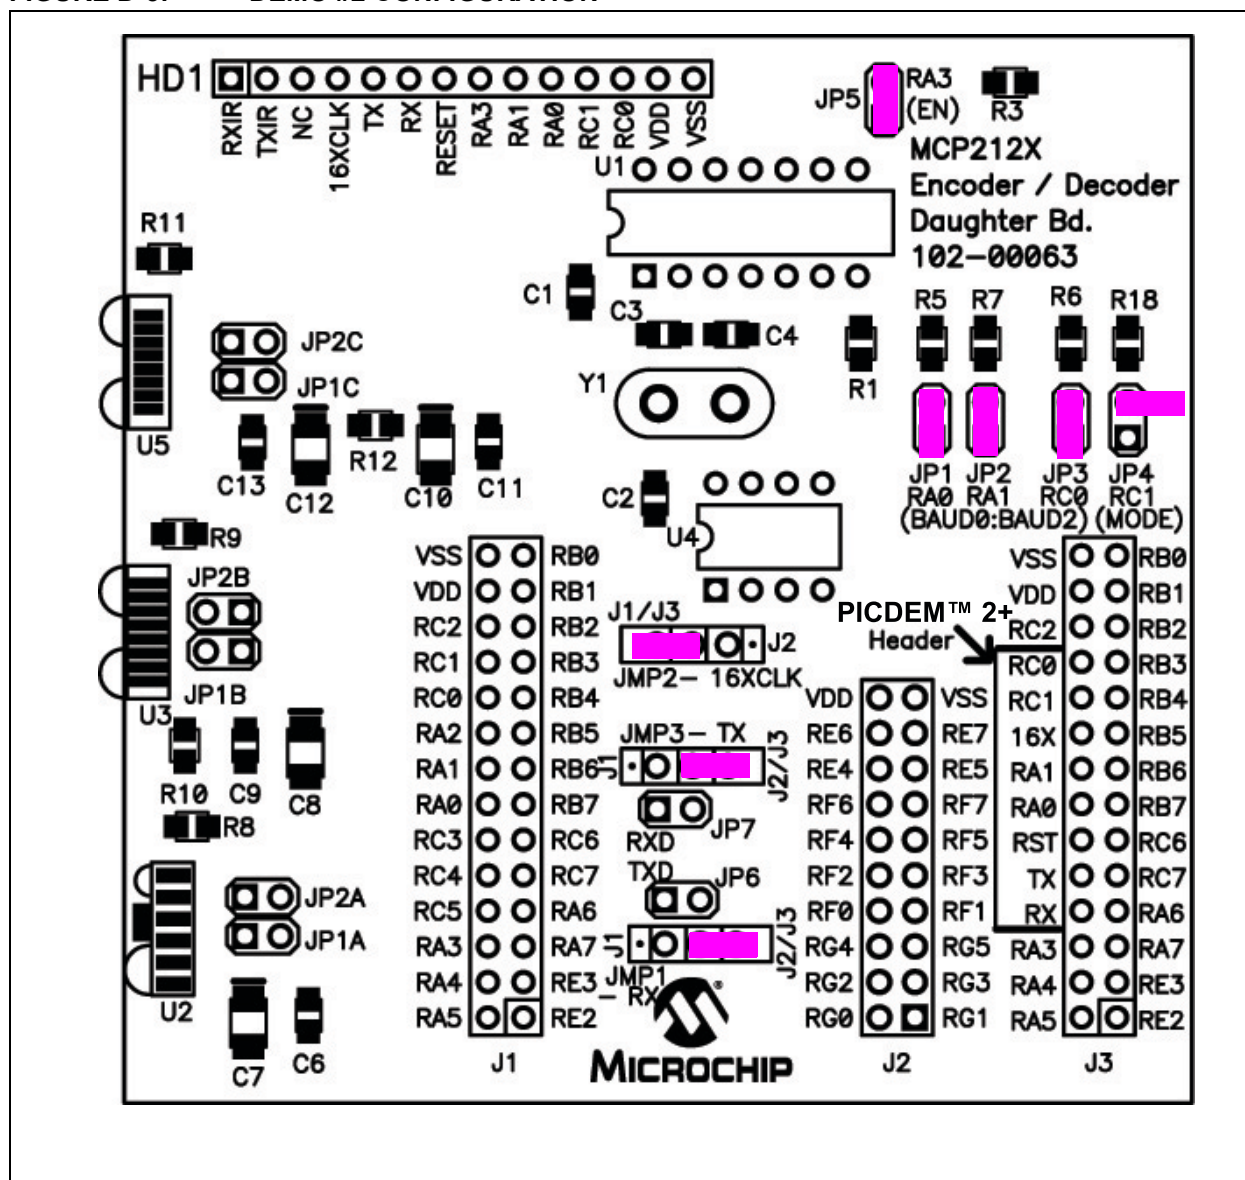 HD1
RXIR
TXIR
NC
16XCLK
TX
RX
RESET
RA3
RA1
RA0
RC1
RC0
VDD
VSS
JP5
RA3
(EN)
R3
MCP212X
Encoder / Decoder
Daughter Bd.
102-00063
U1
R11
C1
C3
C4
R5
R7
R6
R18
JP2C
JP1C
Y1
R1
U5
C13
C12
R12
C10
C11
C2
JP1
JP2
JP3
JP4
RA0
RA1
RC0
RC1
(BAUD0:BAUD2) (MODE)
R9
U4
JP2B
JP1B
U3
VSS RB0
VDD RB1
RC2 RB2
RC1 RB3
RC0 RB4
RA2 RB5
RA1 RB6
RA0 RB7
RC3 RC6
RC4 RC7
RC5 RA6
RA3 RA7
RA4 RE3
RA5 RE2
J1
J1/J3
J2
JMP2- 16XCLK
JMP3- TX
J1
J2/J3
JP7
RXD
TXD
JP6
J1
J2/J3
JMP1
- RX
®
MICROCHIP
PICDEM™ 2+
Header
VDD VSS
RE6 RE7
RE4 RE5
RF6 RF7
RF4 RF5
RF2 RF3
RF0 RF1
RG4 RG5
RG2 RG3
RG0 RG1
J2
VSS RB0
VDD RB1
RC2 RB2
RC0 RB3
RC1 RB4
16X RB5
RA1 RB6
RA0 RB7
RST RC6
TX RC7
RX RA6
RA3 RA7
RA4 RE3
RA5 RE2
J3
R10
C9
C8
R8
JP2A
JP1A
U2
C7
C6